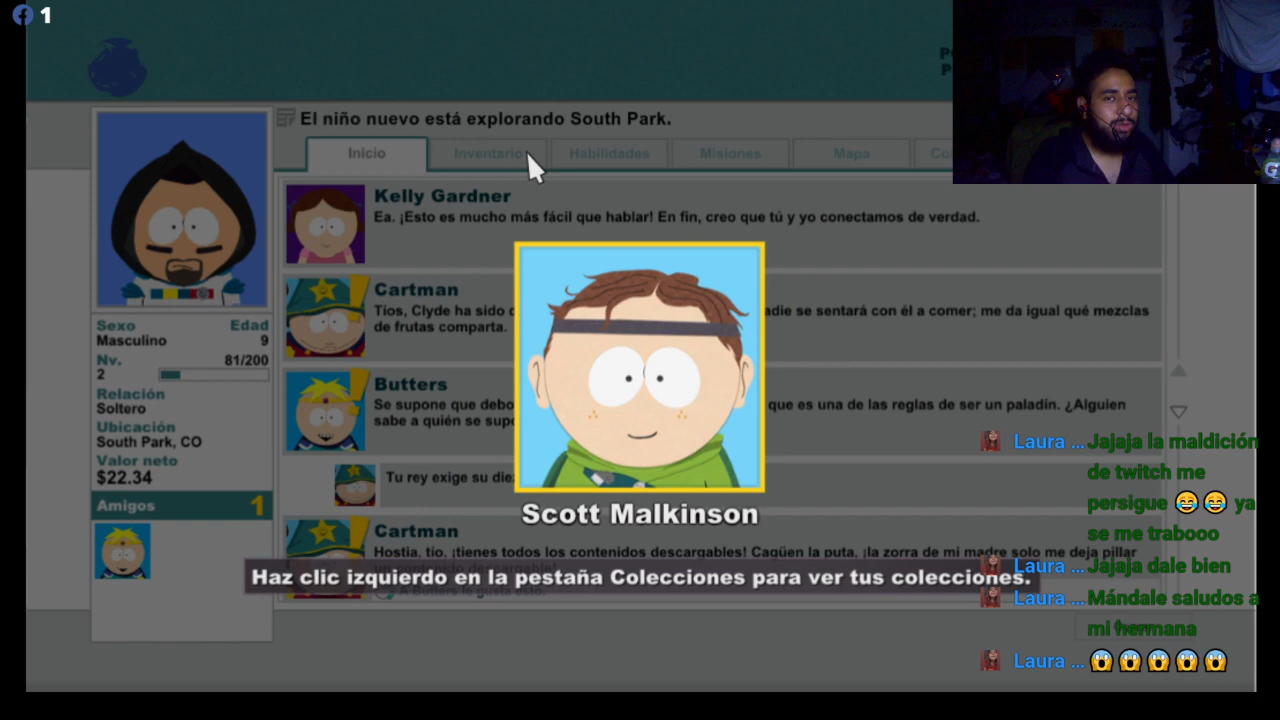 1
El niño nuevo está explorando South Park.
Inicio
Inventario
Habilidades
Misiones
Mapa
Kelly Gardner
Ea. ¡Esto es mucho más fácil que hablar! En fin, creo que tú y yo conectamos de verdad.
Cartman
Tíos, Clyde ha sido
adie se sentará con él a comer; me da igual qué mezclas
de frutas comparta.
Butters
Se supone que debo
que es una de las reglas de ser un paladín. ¿Alguien
sabe a quién se
Tu rey exige su
Cartman
Hostia, tío, ¡tienes todos los contenidos descargables! Cagüen la puta, ¡la zorra de mi madre solo me deja pillar
A Butters le gusta esto.
Sexo
Edad
Masculino
9
Nv.
81/200
2
Relación
Soltero
Ubicación
South Park, CO
Valor neto
$22.34
Amigos
1
Scott Malkinson
Haz clic izquierdo en la pestaña Colecciones para ver tus colecciones.
Laura ... Jajaja la maldición
de twitch me
persigue 😂 😂 ya
se me trabooo
Laura ... Jajaja dale bien
Laura ... Mándale saludos a
mi hermana
Laura ... 😱 😱 😱 😱 😱